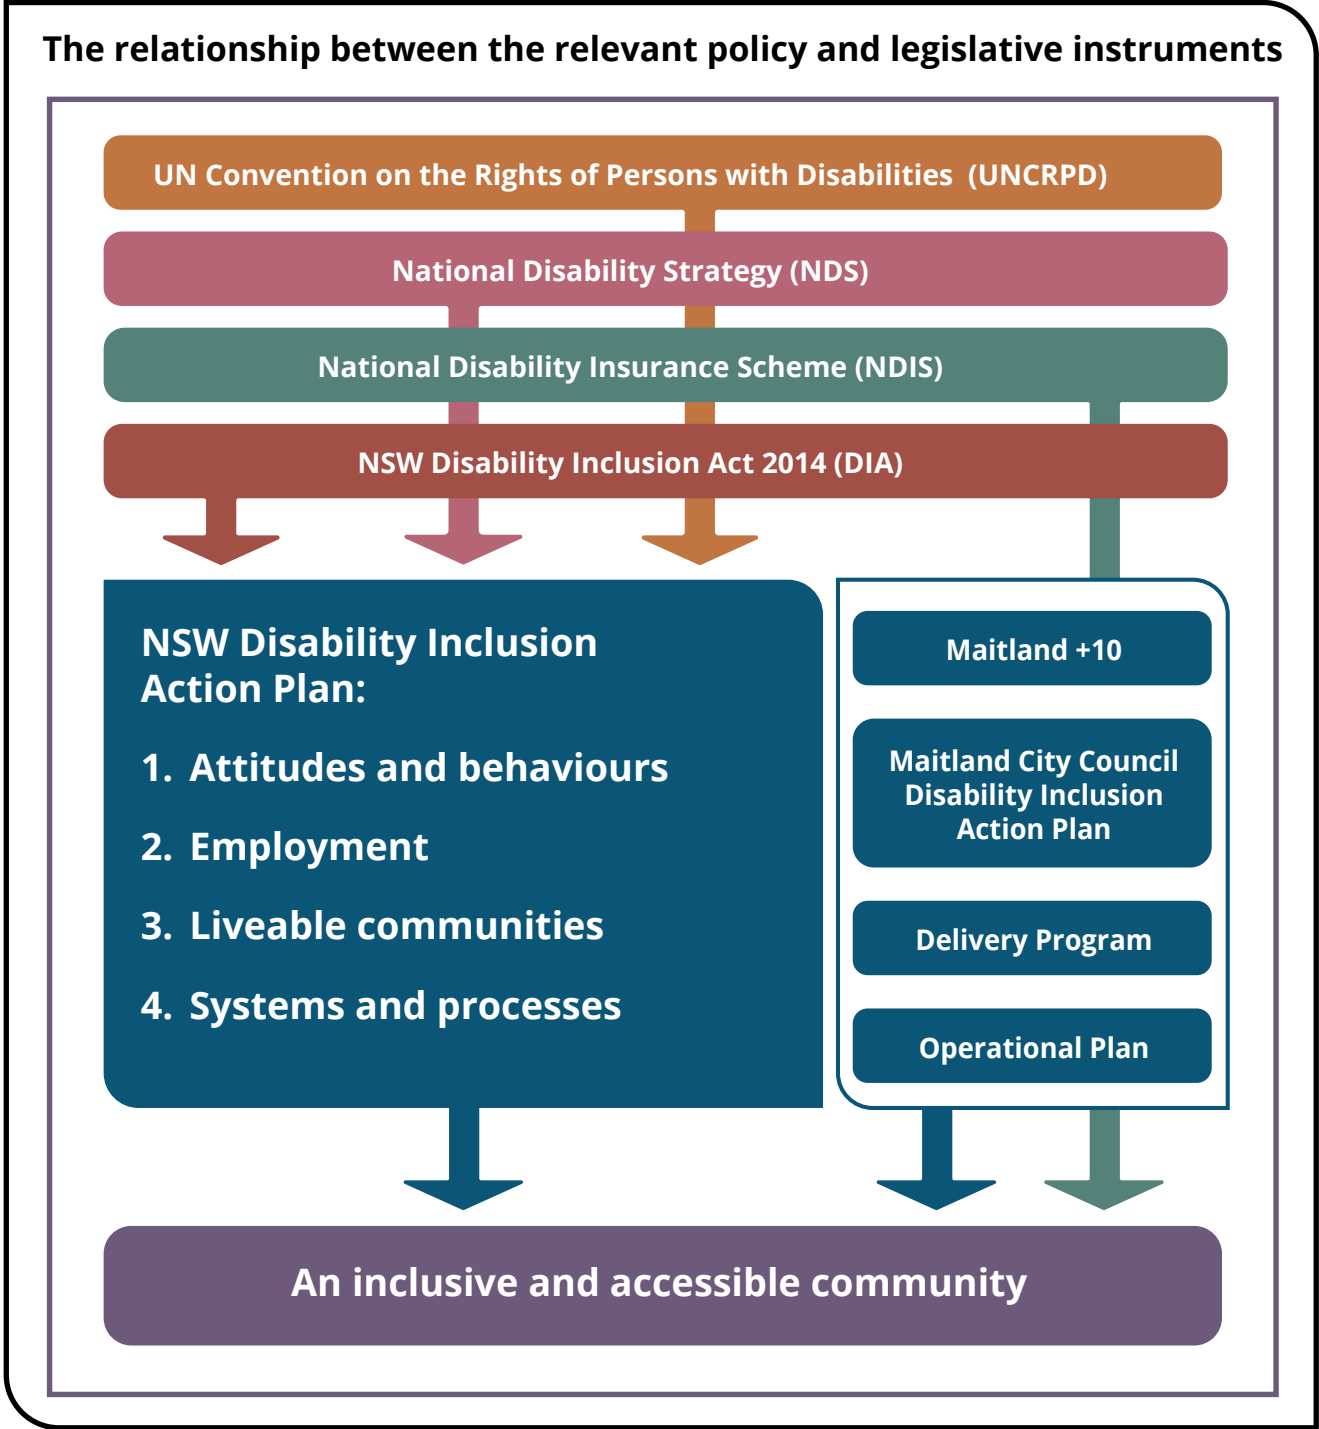 The relationship between the relevant policy and legislative instruments
UN Convention on the Rights of Persons with Disabilities (UNCRPD)
National Disability Strategy (NDS)
National Disability Insurance Scheme (NDIS)
NSW Disability Inclusion Act 2014 (DIA)
NSW Disability Inclusion
Action Plan:
1. Attitudes and behaviours
2. Employment
3. Liveable communities
4. Systems and processes
Maitland +10
Maitland City Council
Disability Inclusion
Action Plan
Delivery Program
Operational Plan
An inclusive and accessible community